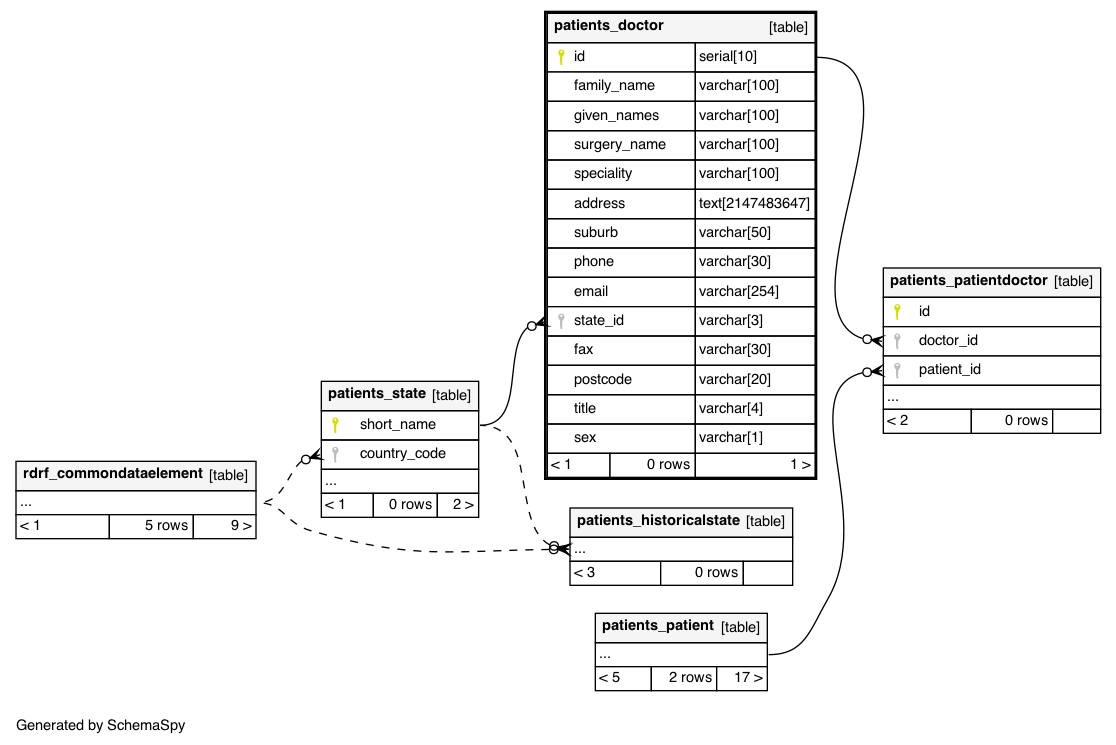 patients_doctor [table]
id serial[10]
family_name varchar[100]
given_names varchar[100]
surgery_name varchar[100]
speciality varchar[100]
address text[2147483647]
suburb varchar[50]
phone varchar[30]
email varchar[254]
state_id varchar[3]
fax varchar[30]
postcode varchar[20]
title varchar[4]
sex varchar[1]
< 1 0 rows 1 >
patients_patientdoctor [table]
id
doctor_id
patient_id
...
< 2 0 rows
patients_state [table]
short_name
country_code
...
< 1 0 rows 2 >
rdrf_commondataelement [table]
...
< 1 5 rows 9 >
patients_historicalstate [table]
...
< 3 0 rows
patients_patient [table]
...
< 5 2 rows 17 >
Generated by SchemaSpy